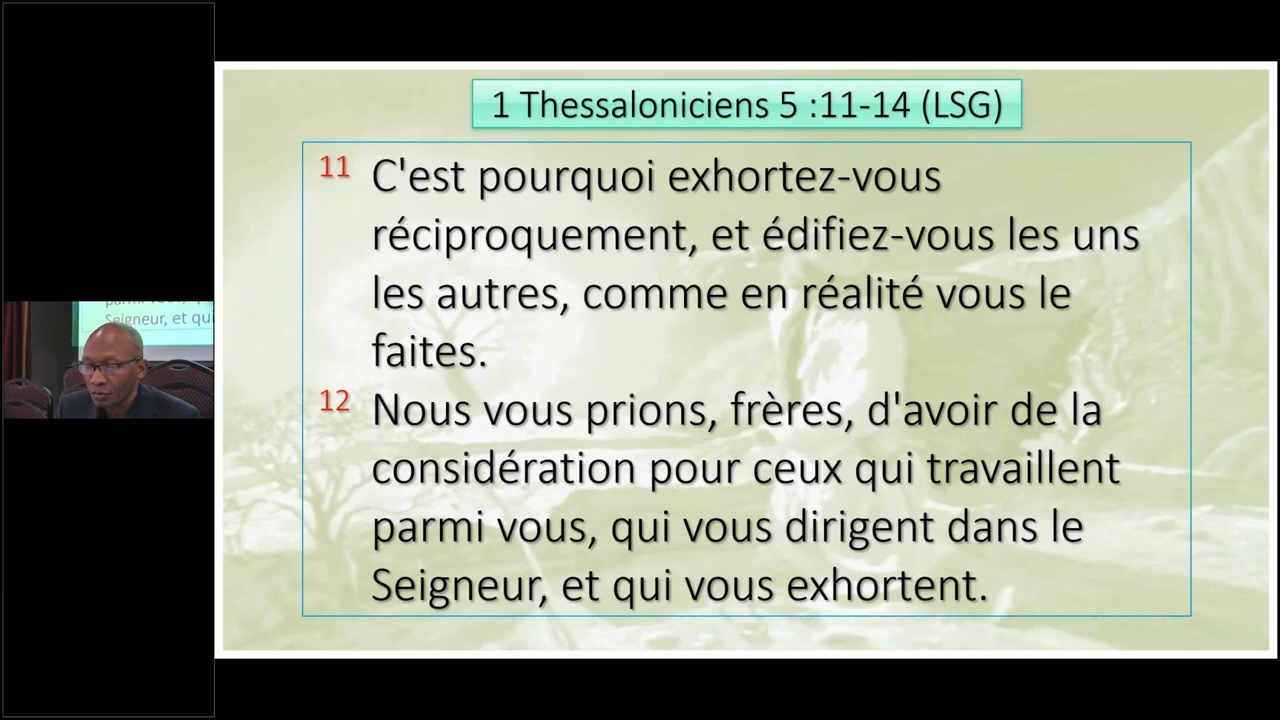 1 Thessaloniciens 5 :11-14 (LSG)
11 C'est pourquoi exhortez-vous
réciproquement, et édifiez-vous les uns
les autres, comme en réalité vous le
faites.
12 Nous vous prions, frères, d'avoir de la
considération pour ceux qui travaillent
parmi vous, qui vous dirigent dans le
Seigneur, et qui vous exhortent.
Seigneur, et qui